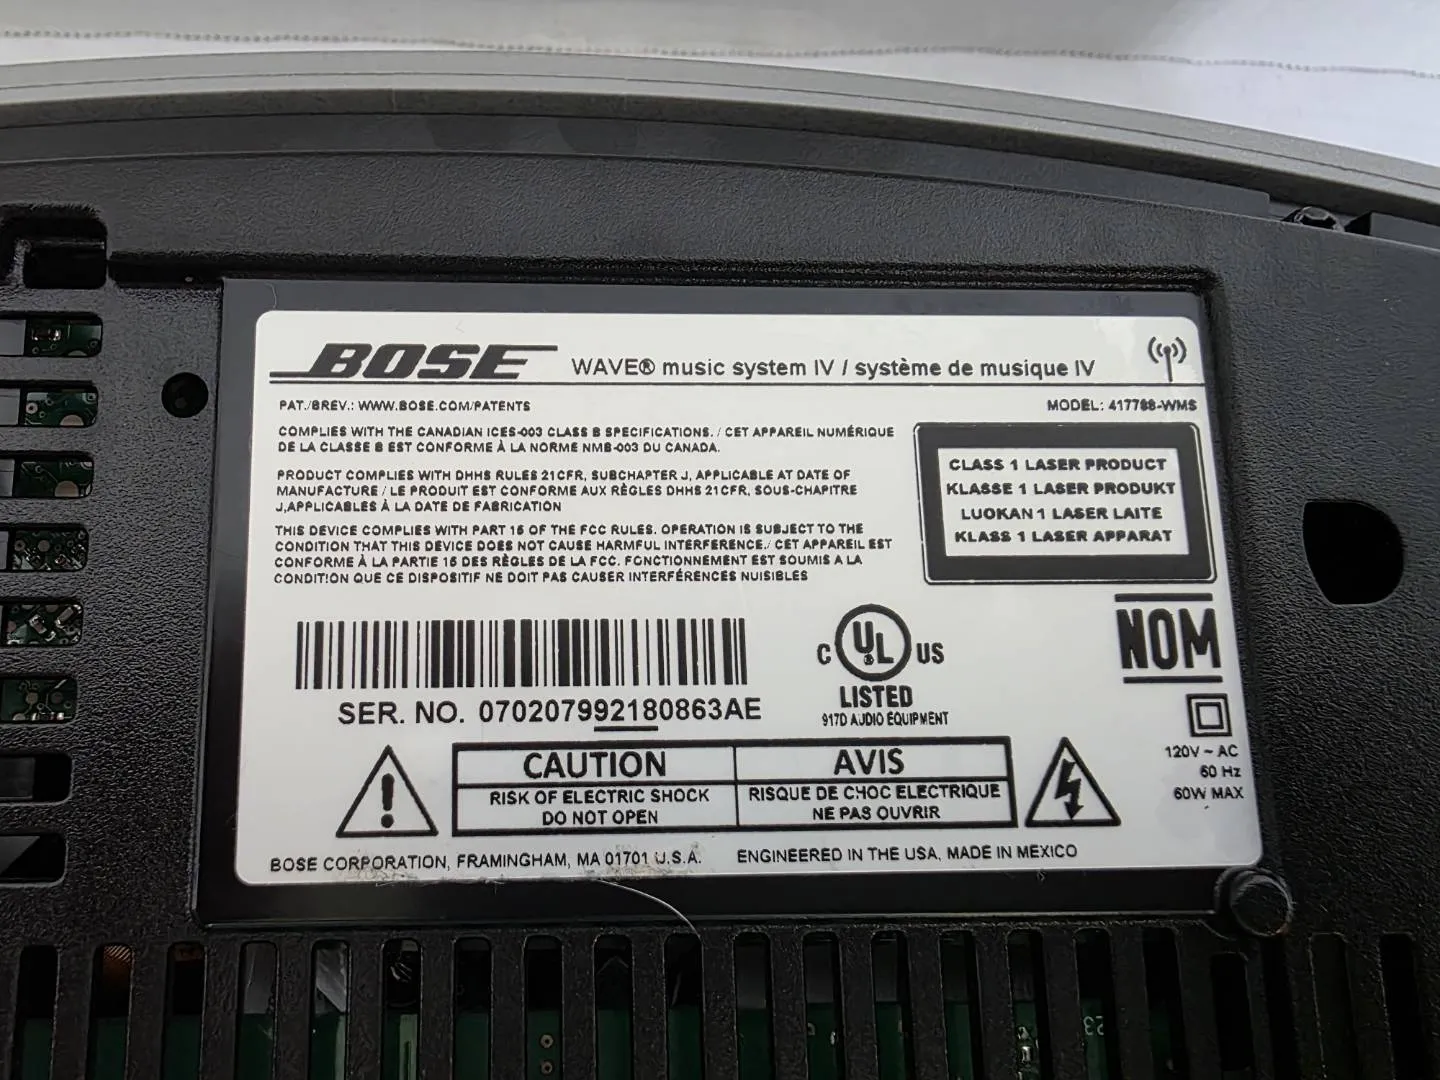 BOSE WAVE® music system IV / système de musique IV
PAT./BREV.: WWW.BOSE.COM/PATENTS
MODEL: 417788-WMS
COMPLIES WITH THE CANADIAN ICES-003 CLASS B SPECIFICATIONS. / CET APPAREIL NUMÉRIQUE
DE LA CLASSE B EST CONFORME À LA NORME NMB-003 DU CANADA.
PRODUCT COMPLIES WITH DHHS RULES 21CFR, SUBCHAPTER J, APPLICABLE AT DATE OF
MANUFACTURE / LE PRODUIT EST CONFORME AUX RÈGLES DHHS 21CFR, SOUS-CHAPITRE
J,APPLICABLES À LA DATE DE FABRICATION
THIS DEVICE COMPLIES WITH PART 15 OF THE FCC RULES. OPERATION IS SUBJECT TO THE
CONDITION THAT THIS DEVICE DOES NOT CAUSE HARMFUL INTERFERENCE./ CET APPAREIL EST
CONFORME À LA PARTIE 15 DES RÈGLES DE LA FCC. FONCTIONNEMENT EST SOUMIS A LA
CONDITION QUE CE DISPOSITIF NE DOIT PAS CAUSER INTERFÉRENCES NUISIBLES
CLASS 1 LASER PRODUCT
KLASSE 1 LASER PRODUKT
LUOKAN 1 LASER LAITE
KLASS 1 LASER APPARAT
SER. NO. 070207992180863AE
C UL US
LISTED
917D AUDIO EQUIPMENT
NOM
120V ~ AC
60 Hz
60W MAX
CAUTION
RISK OF ELECTRIC SHOCK
DO NOT OPEN
AVIS
RISQUE DE CHOC ELECTRIQUE
NE PAS OUVRIR
BOSE CORPORATION, FRAMINGHAM, MA 01701 U.S.A.
ENGINEERED IN THE USA, MADE IN MEXICO